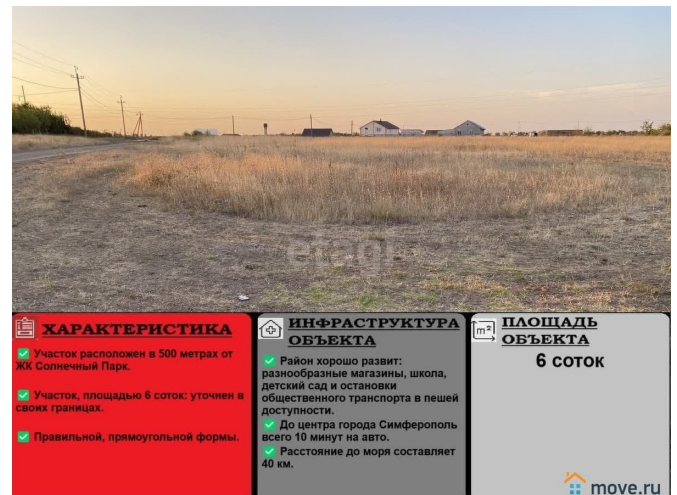 etagi
ХАРАКТЕРИСТИКА
Участок расположен в 500 метрах от
ЖК Солнечный Парк.
Участок, площадью 6 соток: уточнен в
своих границах.
Правильной, прямоугольной формы.
ИНФРАСТРУКТУРА
ОБЪЕКТА
Район хорошо развит:
разнообразные магазины, школа,
детский сад и остановки
общественного транспорта в пешей
доступности.
До центра города Симферополь
всего 10 минут на авто.
Расстояние до моря составляет
40 км.
m²
ПЛОЩАДЬ
ОБЪЕКТА
6 соток
move.ru